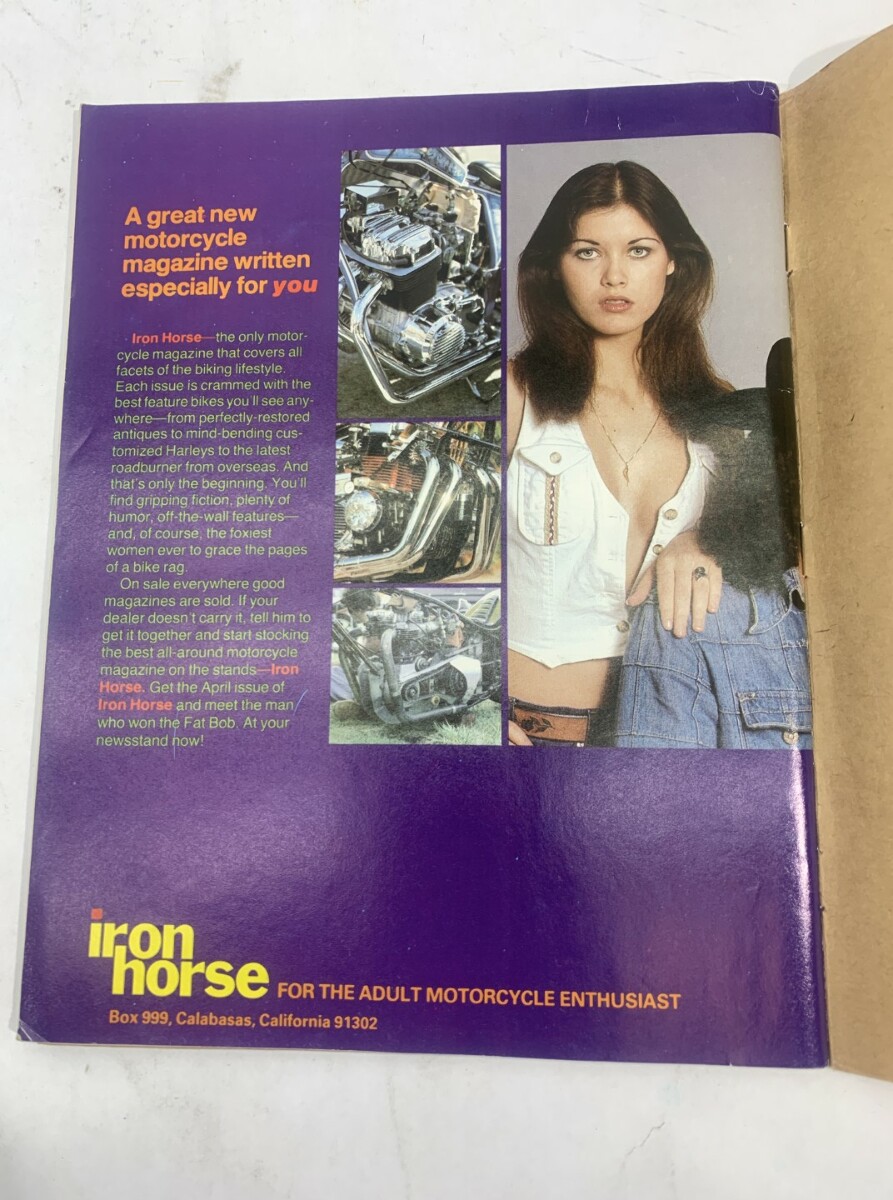 A great new
motorcycle
magazine written
especially for you
Iron Horse—the only motor-
cycle magazine that covers all
facets of the biking lifestyle.
Each issue is crammed with the
best feature bikes you'll see any-
where—from perfectly-restored
antiques to mind-bending cus-
tomized Harleys to the latest
roadburner from overseas. And
that's only the beginning. You'll
find gripping fiction, plenty of
humor, off-the-wall features—
and, of course, the foxiest
women ever to grace the pages
of a bike rag.
On sale everywhere good
magazines are sold. If your
dealer doesn't carry it, tell him to
get it together and start stocking
the best all-around motorcycle
magazine on the stands—Iron
Horse. Get the April issue of
Iron Horse and meet the man
who won the Fat Bob. At your
newsstand now!
iron
horse FOR THE ADULT MOTORCYCLE ENTHUSIAST
Box 999, Calabasas, California 91302